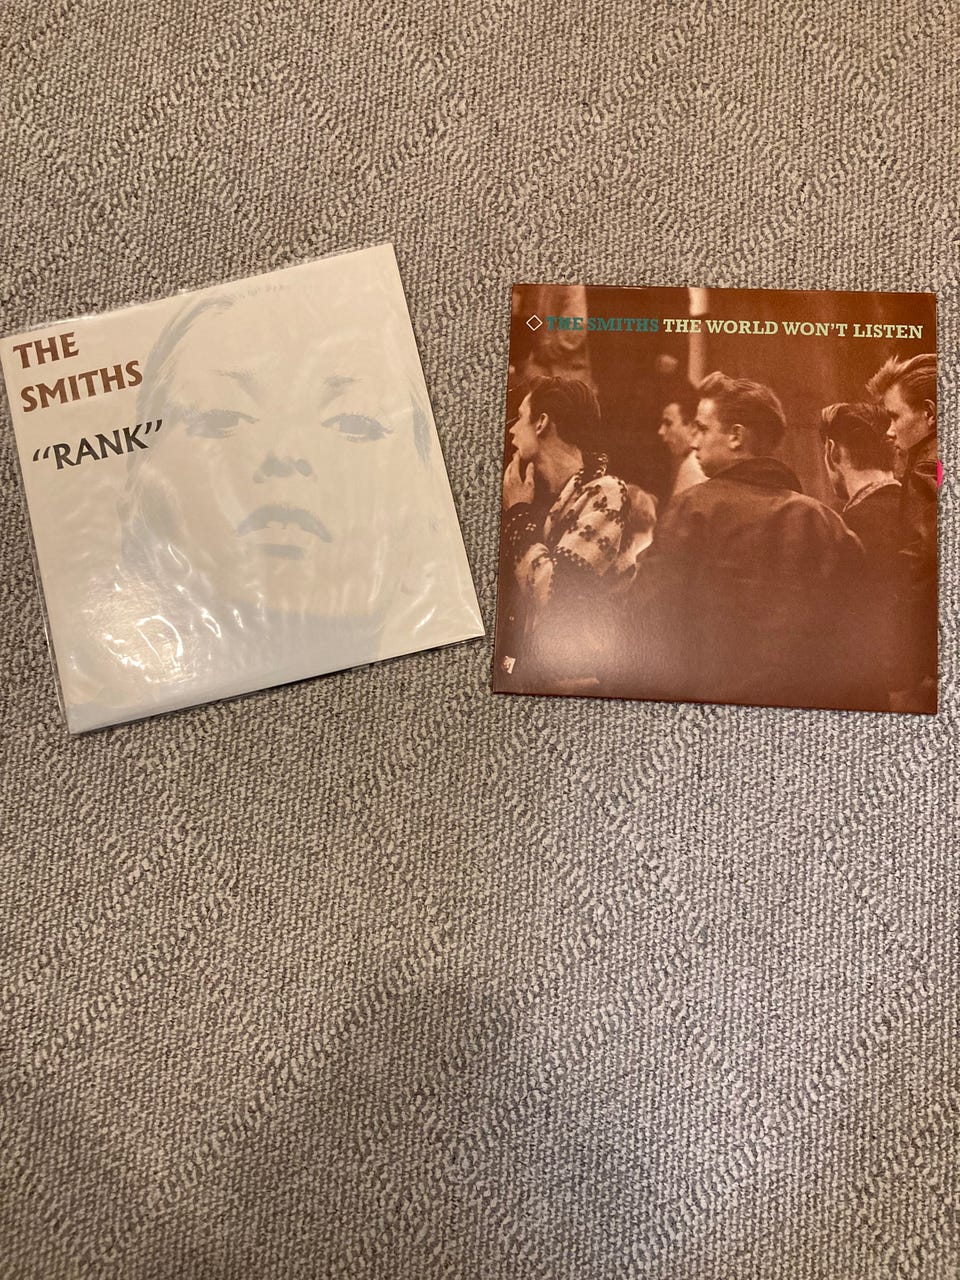 THE
SMITHS
“RANK”
THE SMITHS THE WORLD WON'T LISTEN